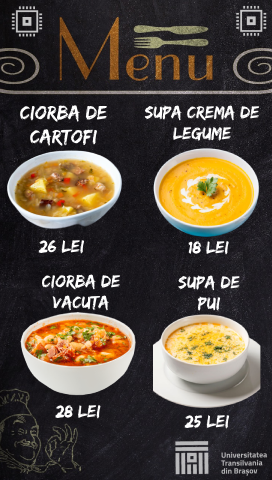 Menu
CIORBA DE
CARTOFI
26 LEI
SUPA CREMA DE
LEGUME
18 LEI
CIORBA DE
VACUTA
28 LEI
SUPA DE
PUI
25 LEI
Universitatea
Transilvania
din Brașov